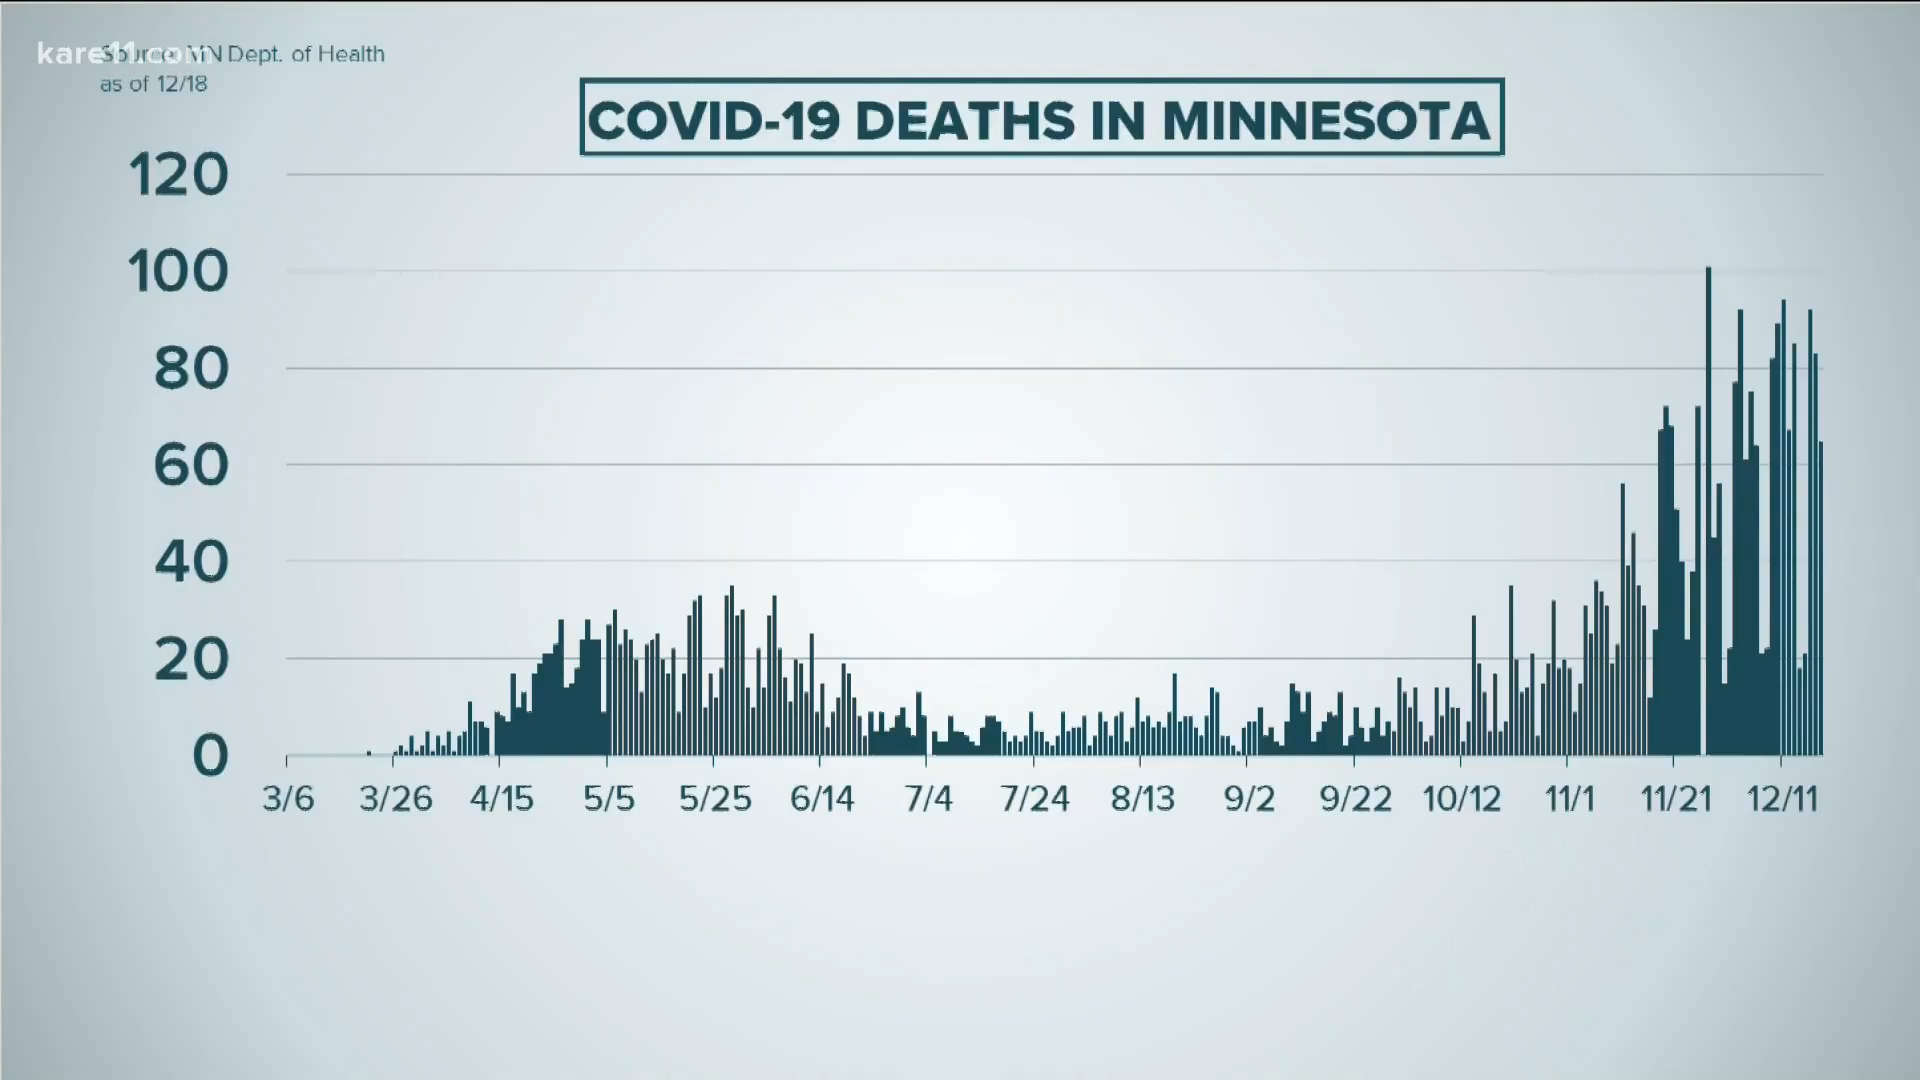 kare11.com
Source: MN Dept. of Health
as of 12/18
COVID-19 DEATHS IN MINNESOTA
120
100
80
60
40
20
0
3/6 3/26 4/15 5/5 5/25 6/14 7/4 7/24 8/13 9/2 9/22 10/12 11/1 11/21 12/11